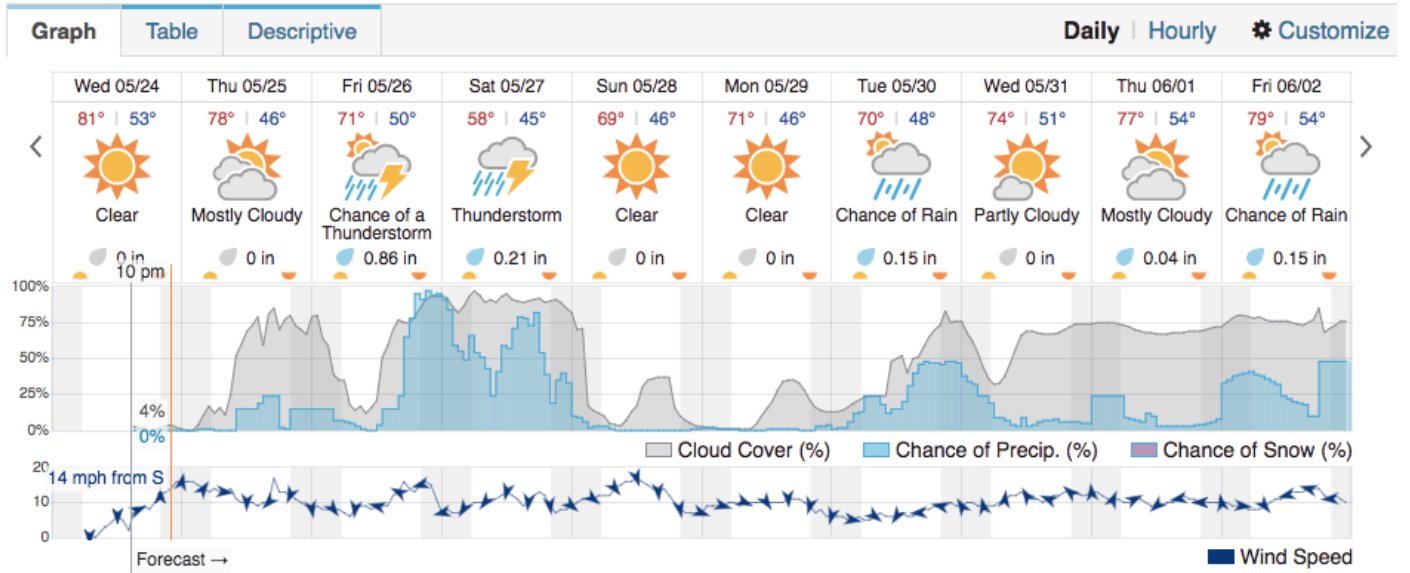 Graph Table Descriptive Daily Hourly Customize
Wed 05/24 Thu 05/25 Fri 05/26 Sat 05/27 Sun 05/28 Mon 05/29 Tue 05/30 Wed 05/31 Thu 06/01 Fri 06/02
81° | 53° 78° | 46° 71° | 50° 58° | 45° 69° | 46° 71° | 46° 70° | 48° 74° | 51° 77° | 54° 79° | 54°
Clear Mostly Cloudy Chance of a Thunderstorm Clear Clear Chance of Rain Partly Cloudy Mostly Cloudy Chance of Rain
Thunderstorm
0 in 0 in 0.86 in 0.21 in 0 in 0 in 0.15 in 0 in 0.04 in 0.15 in
10 pm
100%
75%
50%
25%
4%
0% 0%
Cloud Cover (%) Chance of Precip. (%) Chance of Snow (%)
20
14 mph from S
10
0
Forecast →
Wind Speed